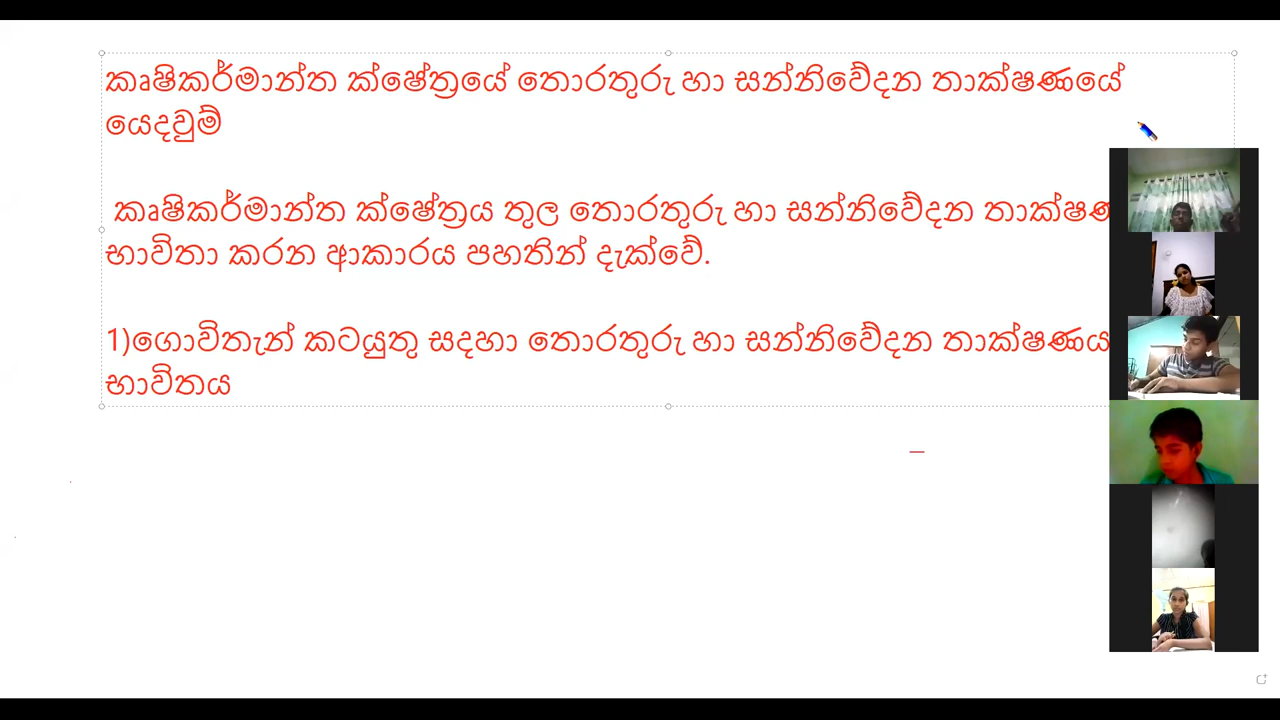 කෘෂිකර්මාන්ත ක්ෂේත්‍රයේ තොරතුරු හා සන්නිවේදන තාක්ෂණයේ
යෙදවුම්
කෘෂිකර්මාන්ත ක්ෂේත්‍රය තුල තොරතුරු හා සන්නිවේදන
භාවිතා කරන ආකාරය පහතින් දැක්වේ.
1)ගොවිතැන් කටයුතු සදහා තොරතුරු හා සන්නිවේදන තාක්ෂණය
භාවිතය